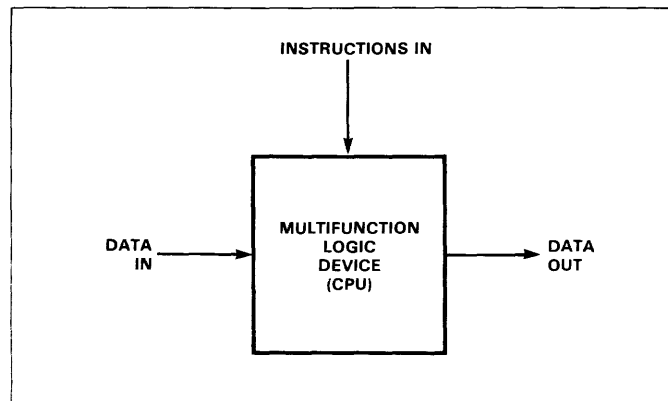 INSTRUCTIONS IN
MULTIFUNCTION
LOGIC
DEVICE
(CPU)
DATA
IN
DATA
OUT